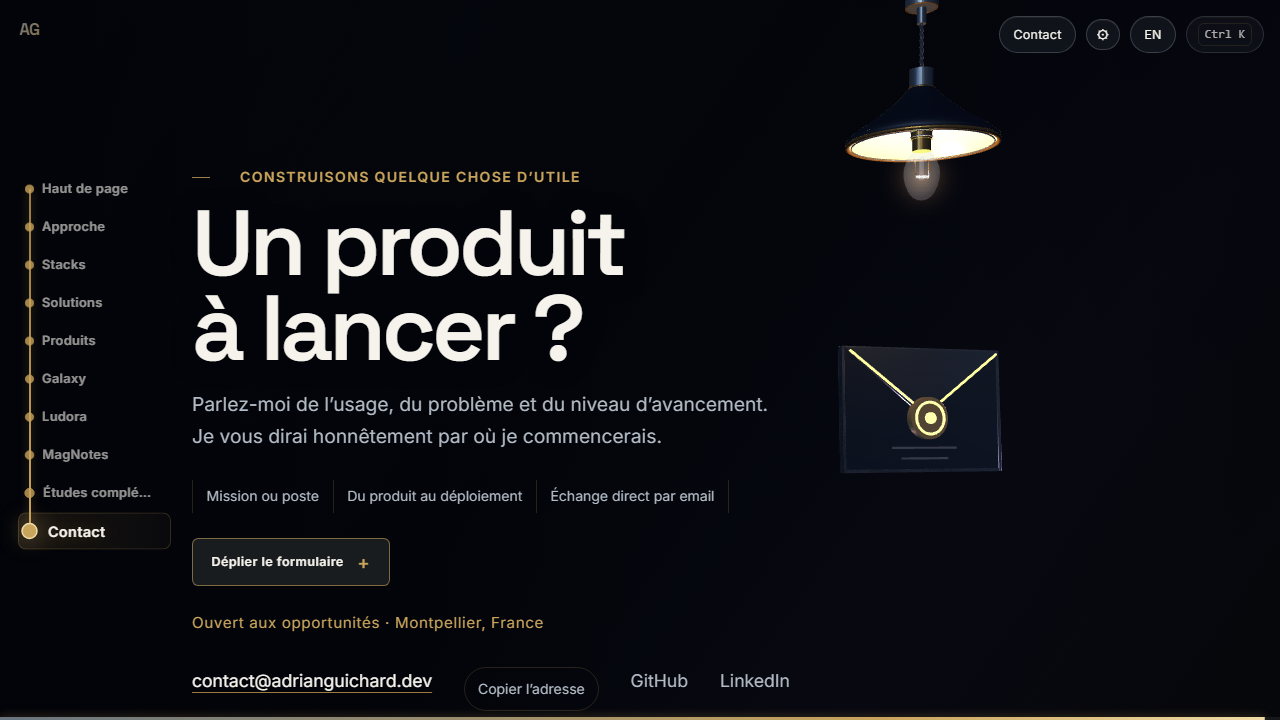 AG
Contact
EN
Ctrl K
Haut de page
Approche
Stacks
Solutions
Produits
Galaxy
Ludora
MagNotes
Études complé…
Contact
CONSTRUISONS QUELQUE CHOSE D’UTILE
Un produit
à lancer ?
Parlez-moi de l’usage, du problème et du niveau d’avancement.
Je vous dirai honnêtement par où je commencerais.
Mission ou poste
Du produit au déploiement
Échange direct par email
Déplier le formulaire +
Ouvert aux opportunités · Montpellier, France
contact@adrianguichard.dev
Copier l’adresse
GitHub
LinkedIn